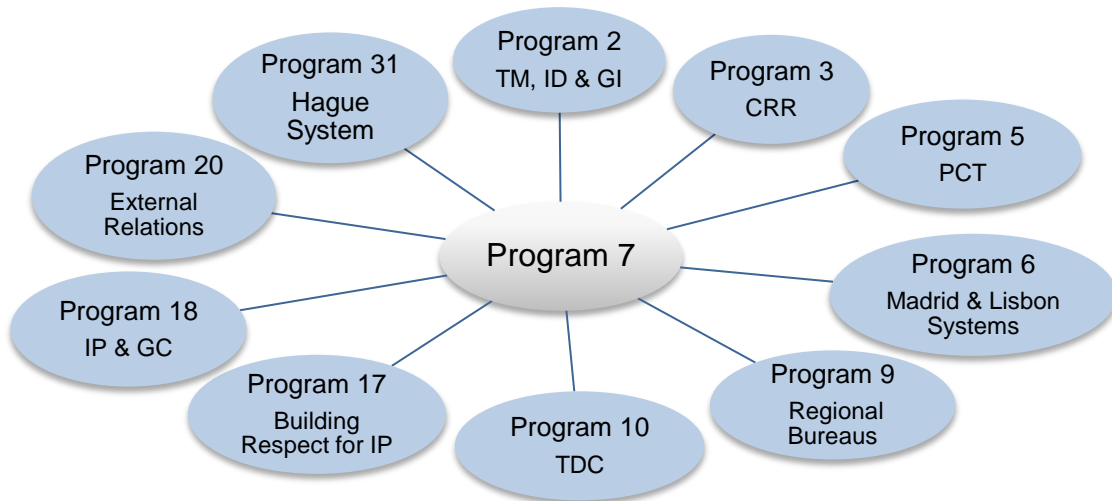 Program 2
TM, ID & GI
Program 3
CRR
Program 5
PCT
Program 6
Madrid & Lisbon
Systems
Program 9
Regional
Bureaus
Program 10
TDC
Program 17
Building
Respect for IP
Program 18
IP & GC
Program 20
External
Relations
Program 31
Hague
System
Program 7